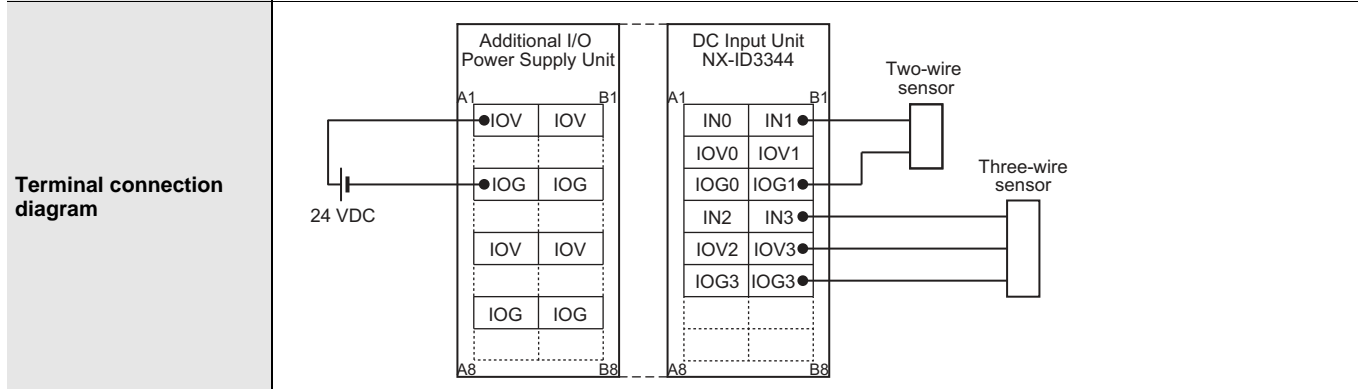 Terminal connection
diagram
24 VDC
Additional I/O
Power Supply Unit
A1 B1
IOV IOV
IOG IOG
IOV IOV
IOG IOG
A8 B8
DC Input Unit
NX-ID3344
A1 B1
IN0 IN1
IOV0 IOV1
IOG0 IOG1
IN2 IN3
IOV2 IOV3
IOG3 IOG3
A8 B8
Two-wire
sensor
Three-wire
sensor